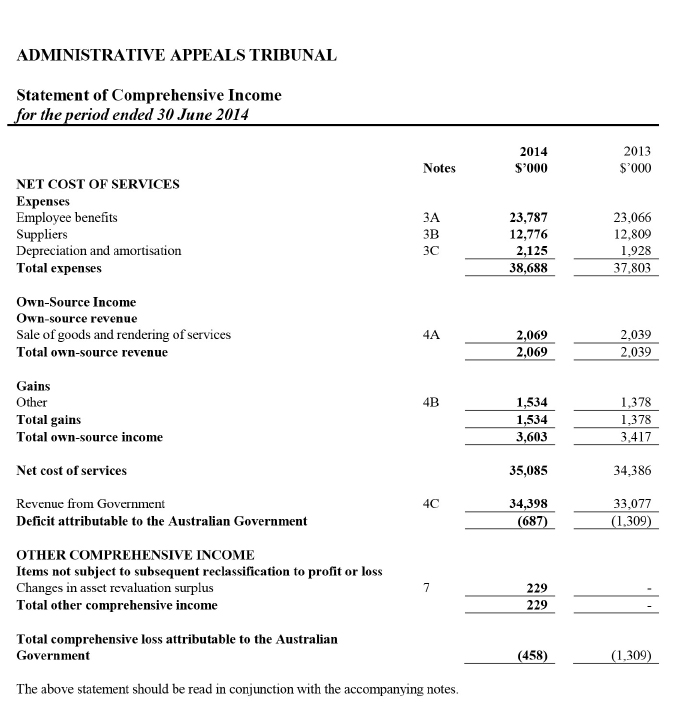 ADMINISTRATIVE APPEALS TRIBUNAL
Statement of Comprehensive Income
for the period ended 30 June 2014
2014 2013
Notes $'000 $'000
NET COST OF SERVICES
Expenses
Employee benefits 3A 23,787 23,066
Suppliers 3B 12,776 12,809
Depreciation and amortisation 3C 2,125 1,928
Total expenses 38,688 37,803
Own-Source Income
Own-source revenue
Sale of goods and rendering of services 4A 2,069 2,039
Total own-source revenue 2,069 2,039
Gains
Other 4B 1,534 1,378
Total gains 1,534 1,378
Total own-source income 3,603 3,417
Net cost of services 35,085 34,386
Revenue from Government 4C 34,398 33,077
Deficit attributable to the Australian Government (687) (1,309)
OTHER COMPREHENSIVE INCOME
Items not subject to subsequent reclassification to profit or loss
Changes in asset revaluation surplus 7 229 -
Total other comprehensive income 229 -
Total comprehensive loss attributable to the Australian
Government (458) (1,309)
The above statement should be read in conjunction with the accompanying notes.